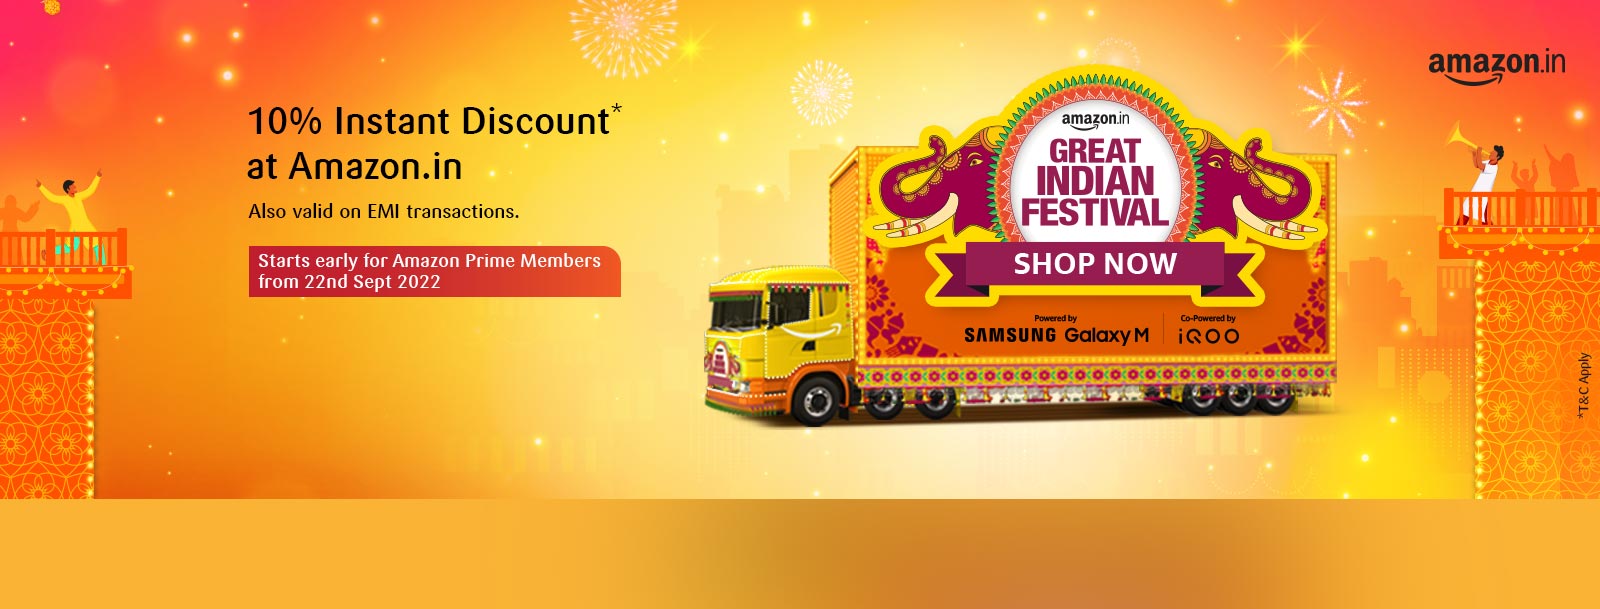 10% Instant Discount*
at Amazon.in
Also valid on EMI transactions.
Starts early for Amazon Prime Members
from 22nd Sept 2022
amazon.in
GREAT
INDIAN
FESTIVAL
SHOP NOW
Powered by
SAMSUNG Galaxy M
Co-Powered by
iQOO
amazon.in
*T&C Apply